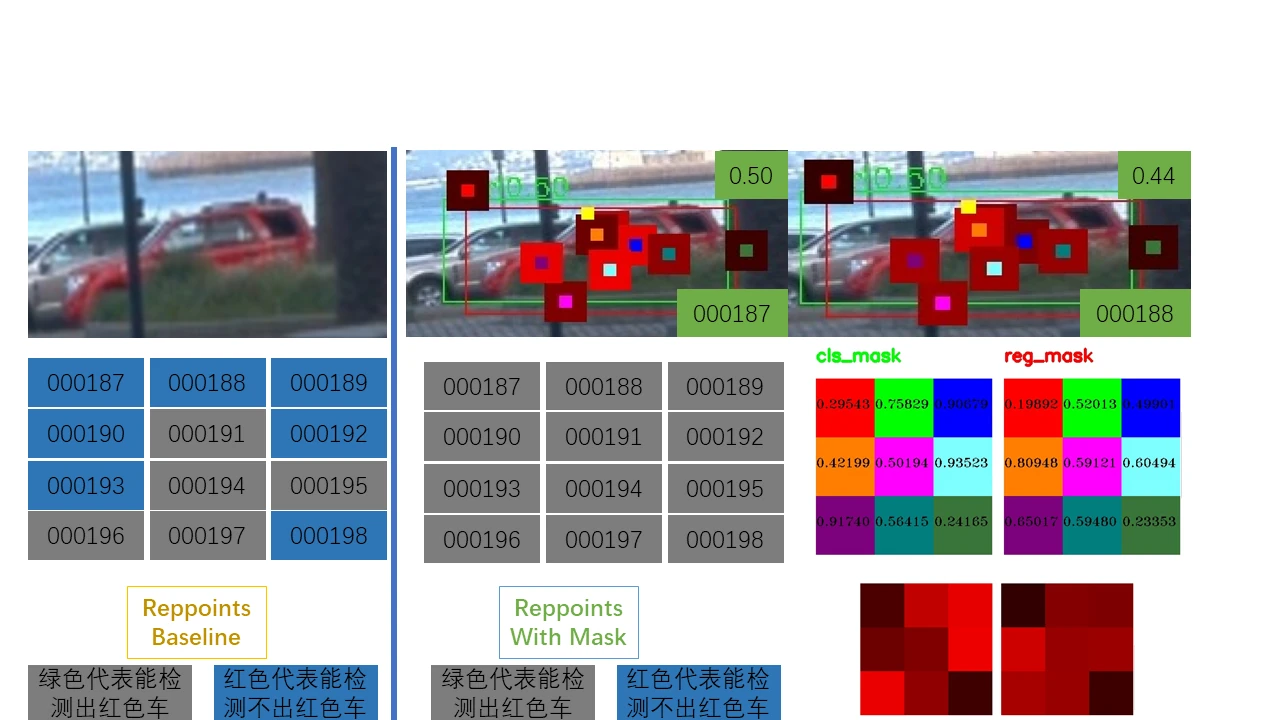 0.50
000187
0.44
000188
000187 000188 000189
000190 000191 000192
000193 000194 000195
000196 000197 000198
Reppoints
Baseline
绿色代表能检
测出红色车
红色代表能检
测不出红色车
000187 000188 000189
000190 000191 000192
000193 000194 000195
000196 000197 000198
Reppoints
With Mask
绿色代表能检
测出红色车
红色代表能检
测不出红色车
cls_mask
0.29543 0.75829 0.90679
0.42199 0.50194 0.93523
0.91740 0.56415 0.24165
reg_mask
0.19892 0.52013 0.49901
0.80948 0.59121 0.60494
0.65017 0.59480 0.23353